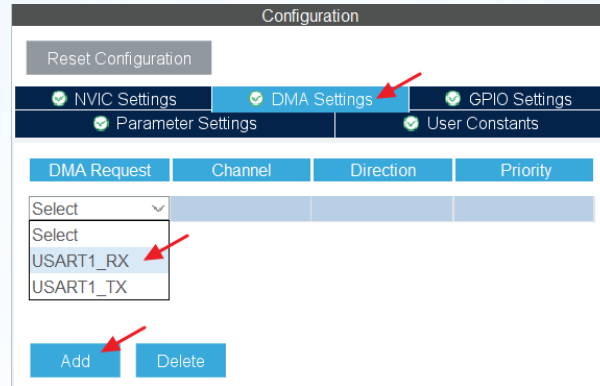 Configuration
Reset Configuration
NVIC Settings DMA Settings GPIO Settings
Parameter Settings User Constants
DMA Request Channel Direction Priority
Select
Select
USART1_RX
USART1_TX
Add Delete